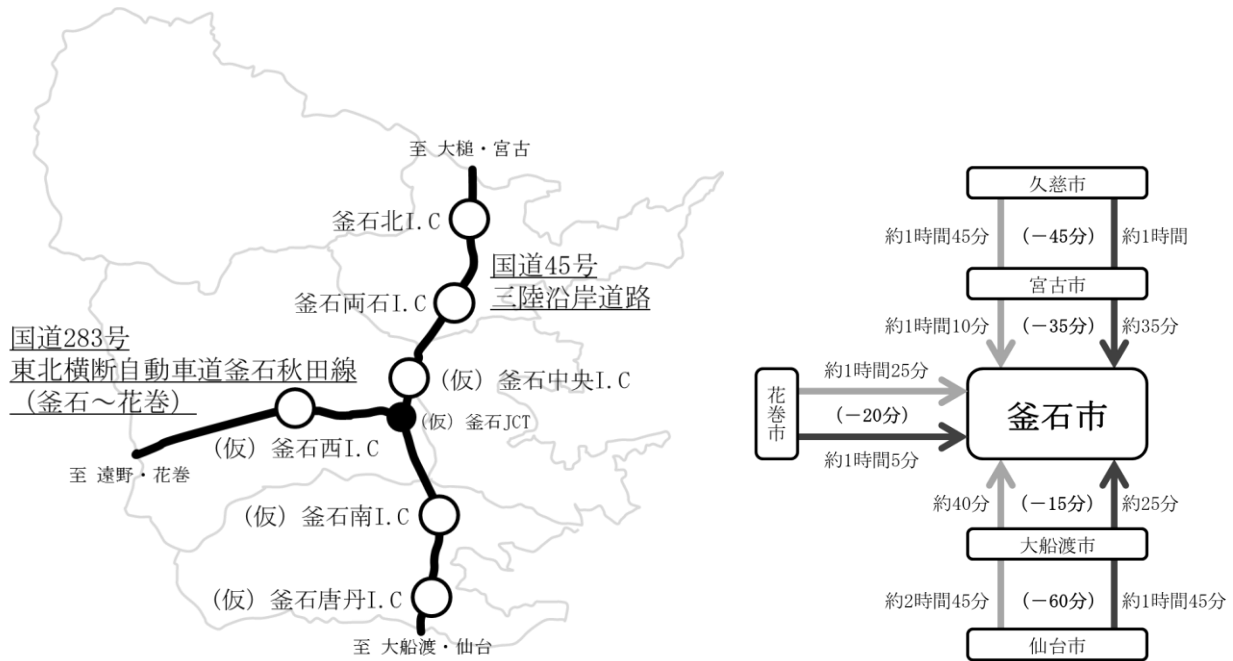 至 大槌・宮古
釜石北I.C
国道45号
三陸沿岸道路
釜石両石I.C
国道283号
東北横断自動車道釜石秋田線
（釜石～花巻）
（仮）釜石中央I.C
（仮）釜石JCT
（仮）釜石西I.C
至 遠野・花巻
（仮）釜石南I.C
（仮）釜石唐丹I.C
至 大船渡・仙台
久慈市
約1時間45分 （－45分） 約1時間
宮古市
約1時間10分 （－35分） 約35分
花巻市
約1時間25分
（－20分）
約1時間5分
釜石市
約40分 （－15分） 約25分
大船渡市
約2時間45分 （－60分） 約1時間45分
仙台市